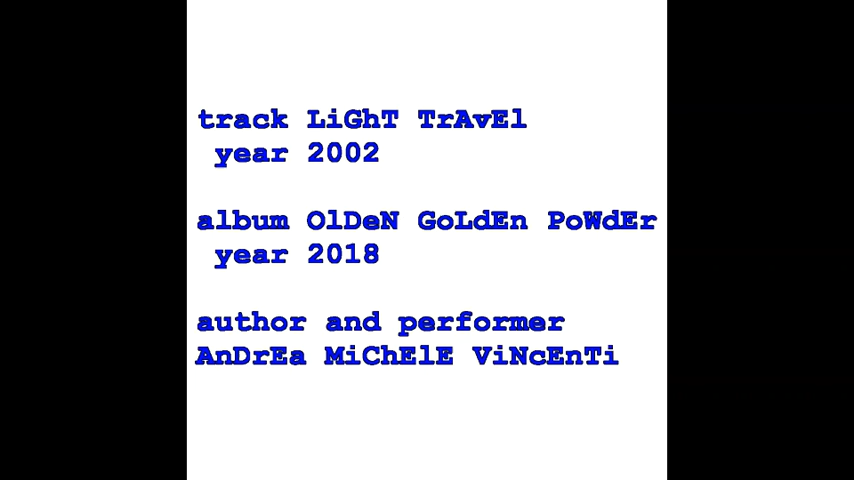 track LiGhT TrAvEl
year 2002
album OlDeN GoLdEn PoWdEr
year 2018
author and performer
AnDrEa MiChElE ViNcEnTi